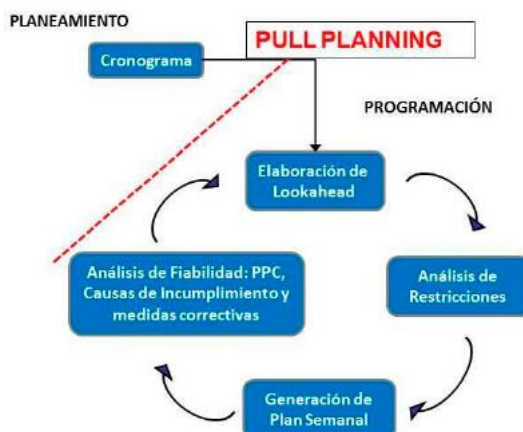 PLANEAMIENTO
PULL PLANNING
Cronograma
PROGRAMACIÓN
Elaboración de
Lookahead
Análisis de Fiabilidad: PPC,
Causas de Incumplimiento y
medidas correctivas
Análisis de
Restricciones
Generación de
Plan Semanal